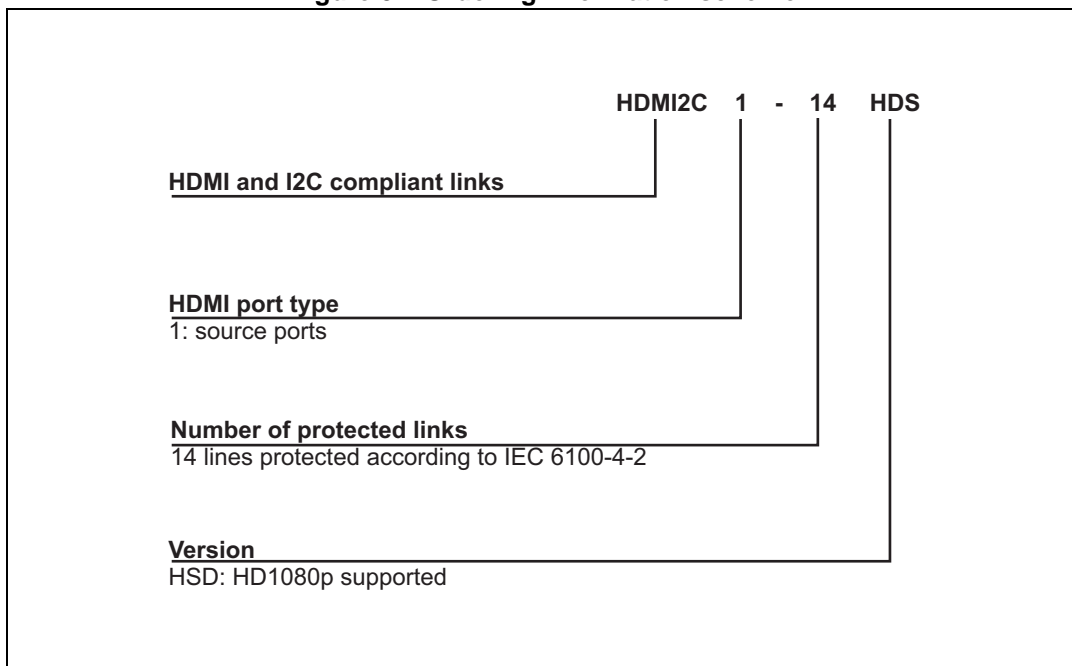 HDMI2C 1 - 14 HDS
HDMI and I2C compliant links
HDMI port type
1: source ports
Number of protected links
14 lines protected according to IEC 6100-4-2
Version
HSD: HD1080p supported